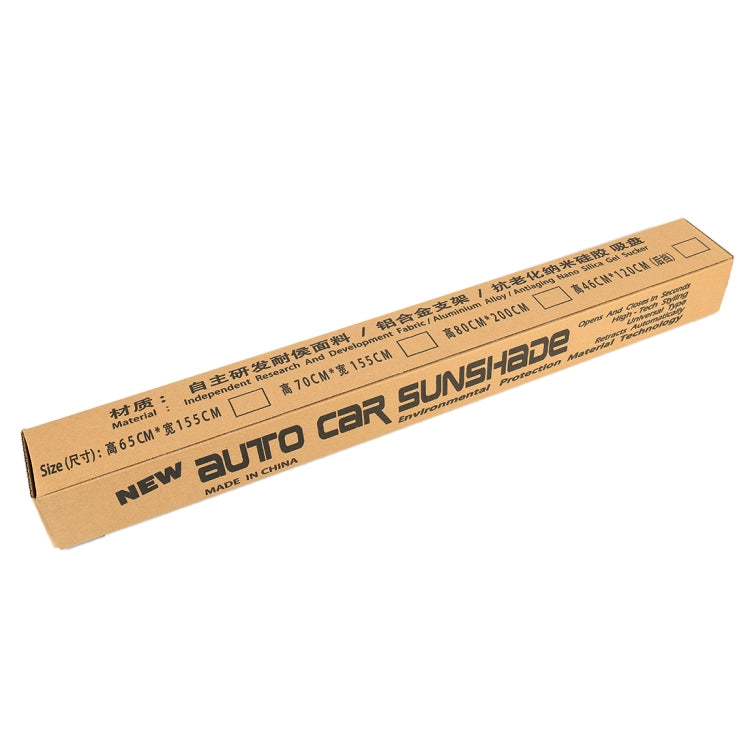 材质： 自主研发耐侯面料 / 铝合金支架 / 抗老化纳米硅胶 吸盘
Material： Independent Research And Development Fabric / Aluminium Alloy / Antiaging Nano Silica Gel Sucker
Size (尺寸)：高65CM*宽155CM 高70CM*宽155CM 高80CM*200CM 高46CM*120CM (后挡)
NEW AUTO CAR SUNSHADE
MADE IN CHINA
Environmental Protection Material Technology
Opens And Closes In Seconds
High-Tech Styling
Universal Type
Retracts Automatically